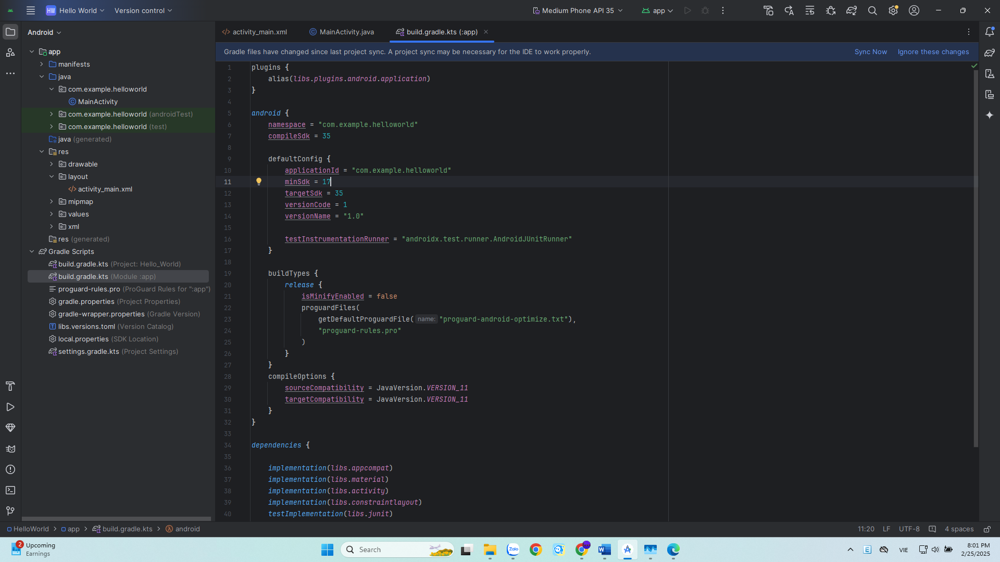 HW Hello World Version control Medium Phone API 35 app
Android
activity_main.xml MainActivity.java build.gradle.kts (:app)
Gradle files have changed since last project sync. A project sync may be necessary for the IDE to work properly. Sync Now Ignore these changes
app
manifests
java
com.example.helloworld
MainActivity
com.example.helloworld (androidTest)
com.example.helloworld (test)
java (generated)
res
drawable
layout
activity_main.xml
mipmap
values
xml
res (generated)
Gradle Scripts
build.gradle.kts (Project: Hello_World)
build.gradle.kts (Module :app)
proguard-rules.pro (ProGuard Rules for ":app")
gradle.properties (Project Properties)
gradle-wrapper.properties (Gradle Version)
libs.versions.toml (Version Catalog)
local.properties (SDK Location)
settings.gradle.kts (Project Settings)
1 plugins {
2 alias(libs.plugins.android.application)
3 }
4
5 android {
6 namespace = "com.example.helloworld"
7 compileSdk = 35
8
9 defaultConfig {
10 applicationId = "com.example.helloworld"
11 minSdk = 17
12 targetSdk = 35
13 versionCode = 1
14 versionName = "1.0"
15
16 testInstrumentationRunner = "androidx.test.runner.AndroidJUnitRunner"
17 }
18
19 buildTypes {
20 release {
21 isMinifyEnabled = false
22 proguardFiles(
23 getDefaultProguardFile( name: "proguard-android-optimize.txt"),
24 "proguard-rules.pro"
25 )
26 }
27 }
28 compileOptions {
29 sourceCompatibility = JavaVersion.VERSION_11
30 targetCompatibility = JavaVersion.VERSION_11
31 }
32 }
33
34 dependencies {
35
36 implementation(libs.appcompat)
37 implementation(libs.material)
38 implementation(libs.activity)
39 implementation(libs.constraintlayout)
40 testImplementation(libs.junit)
HelloWorld app build.gradle.kts android 11:20 LF UTF-8 4 spaces
2 Upcoming
Earnings
Search
Zalo
VIE
8:01 PM
2/25/2025